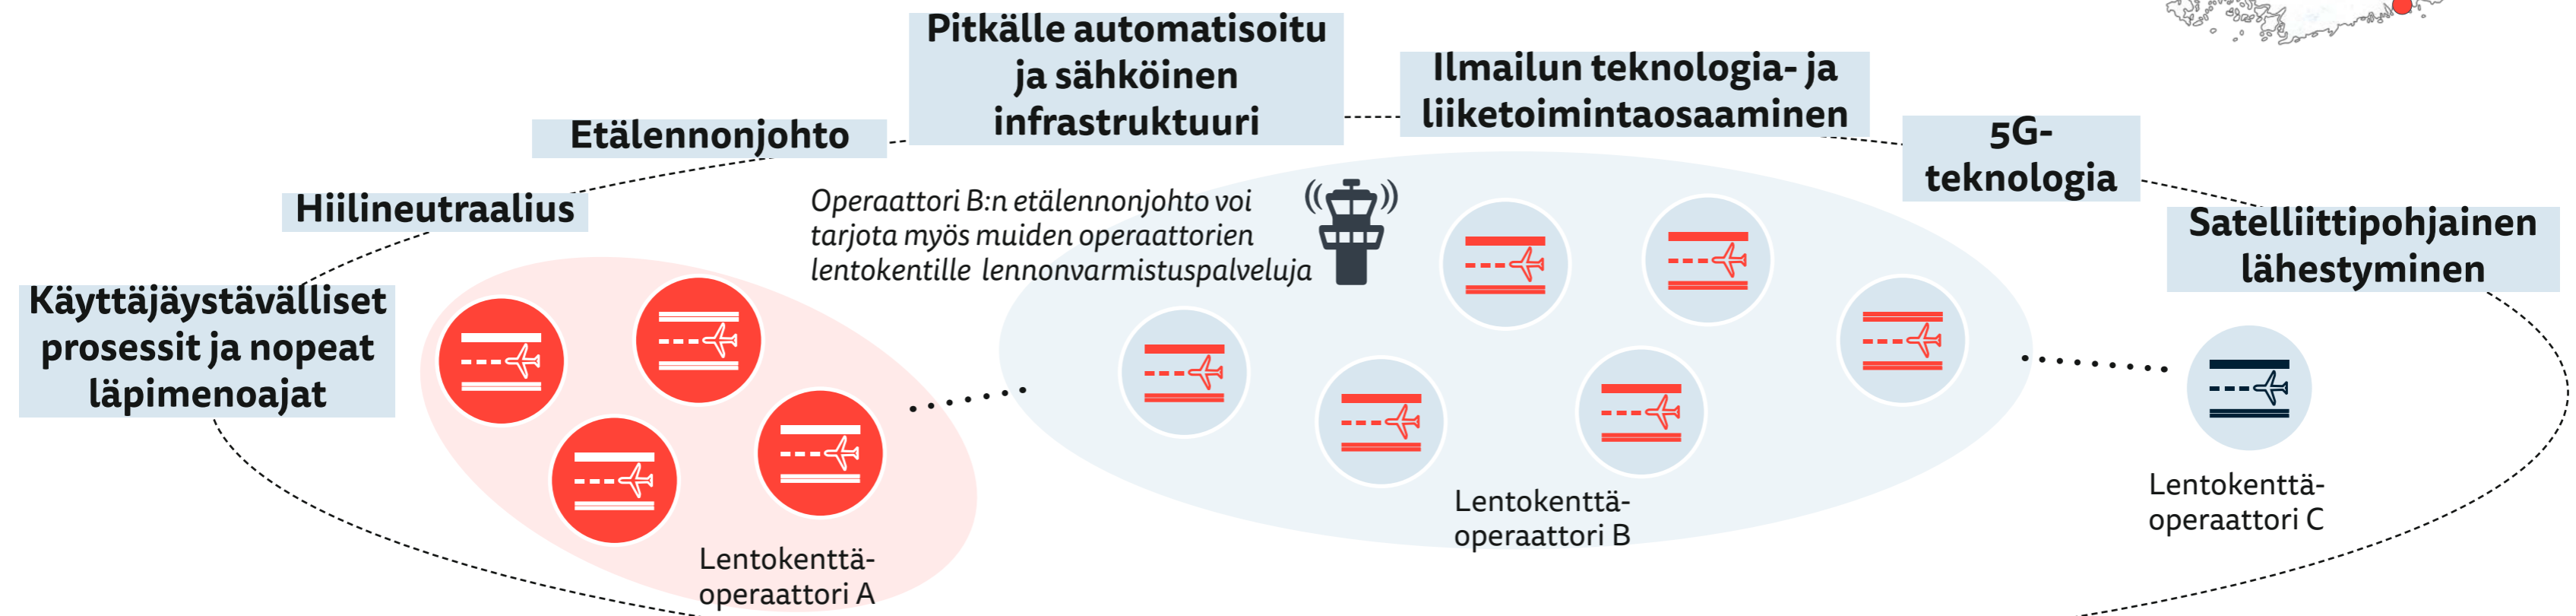 Pitkälle automatisoitu
ja sähköinen
infrastruktuuri
Ilmailun teknologia- ja
liiketoimintaosaaminen
Etälennonjohto
5G-
teknologia
Hiilineutraalius
Operaattori B:n etälennonjohto voi
tarjota myös muiden operaattorien
lentokentille lennonvarmistuspalveluja
Satelliittipohjainen
lähestyminen
Käyttäjäystävälliset
prosessit ja nopeat
läpimenoajat
Lentokenttä-
operaattori A
Lentokenttä-
operaattori B
Lentokenttä-
operaattori C